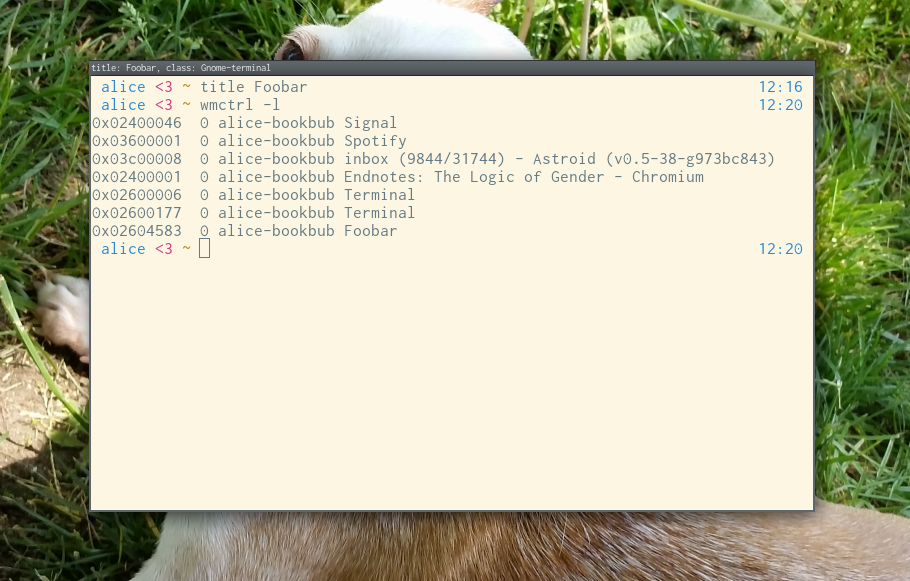 title: Foobar, class: Gnome-terminal
alice <3 ~ title Foobar 12:16
alice <3 ~ wmctrl -l 12:20
0x02400046 0 alice-bookbub Signal
0x03600001 0 alice-bookbub Spotify
0x03c00008 0 alice-bookbub inbox (9844/31744) - Astroid (v0.5-38-g973bc843)
0x02400001 0 alice-bookbub Endnotes: The Logic of Gender - Chromium
0x02600006 0 alice-bookbub Terminal
0x02600177 0 alice-bookbub Terminal
0x02604583 0 alice-bookbub Foobar
alice <3 ~ 12:20